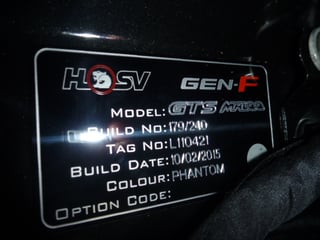 HSV GEN-F
MODEL: GTS MALOO
BUILD NO: 179/240
TAG NO: L110421
BUILD DATE: 10/02/2015
COLOUR: PHANTOM
OPTION CODE: